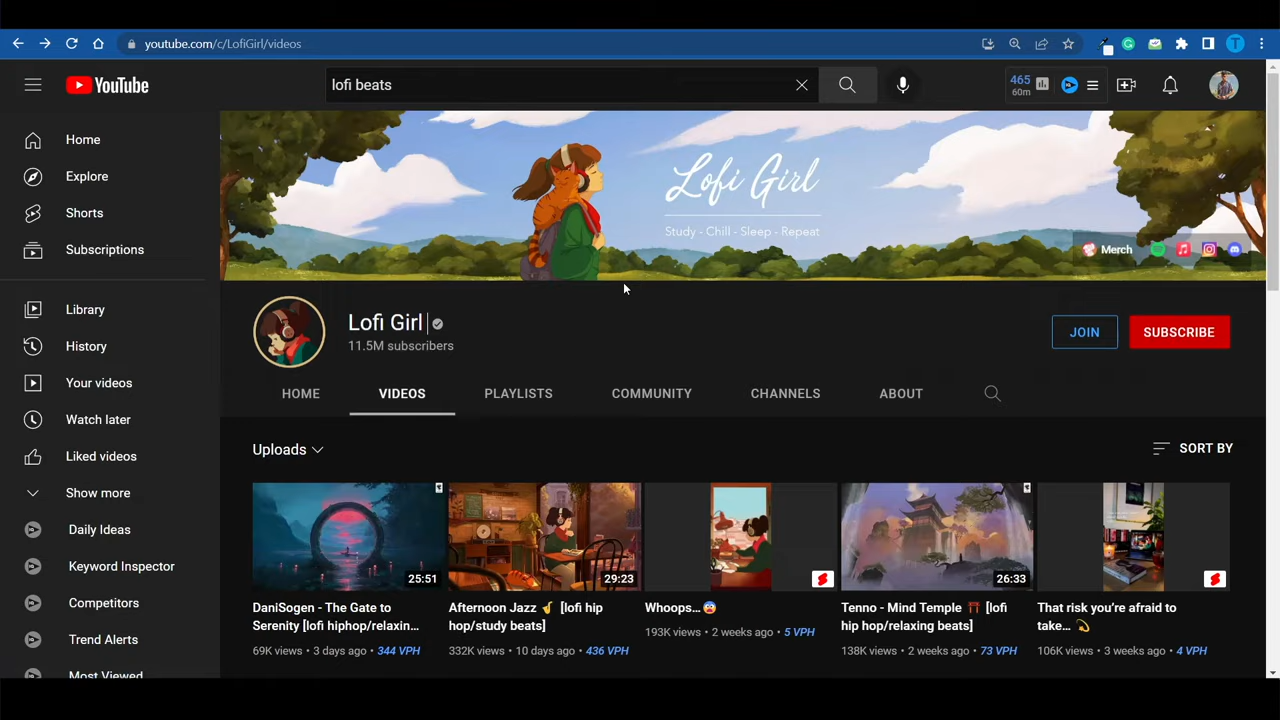 youtube.com/c/LofiGirl/videos
T
YouTube
lofi beats
465
60m
Home
Explore
Shorts
Subscriptions
Library
History
Your videos
Watch later
Liked videos
Show more
Daily Ideas
Keyword Inspector
Competitors
Trend Alerts
Most Viewed
Lofi Girl
Study - Chill - Sleep - Repeat
Merch
Lofi Girl
11.5M subscribers
JOIN
SUBSCRIBE
HOME
VIDEOS
PLAYLISTS
COMMUNITY
CHANNELS
ABOUT
Uploads
SORT BY
25:51
DaniSogen - The Gate to
Serenity [lofi hiphop/relaxin...
69K views • 3 days ago • 344 VPH
29:23
Afternoon Jazz 🎷 [lofi hip
hop/study beats]
332K views • 10 days ago • 436 VPH
Whoops...😨
193K views • 2 weeks ago • 5 VPH
26:33
Tenno - Mind Temple ⛩️ [lofi
hip hop/relaxing beats]
138K views • 2 weeks ago • 73 VPH
That risk you’re afraid to
take... 💫
106K views • 3 weeks ago • 4 VPH